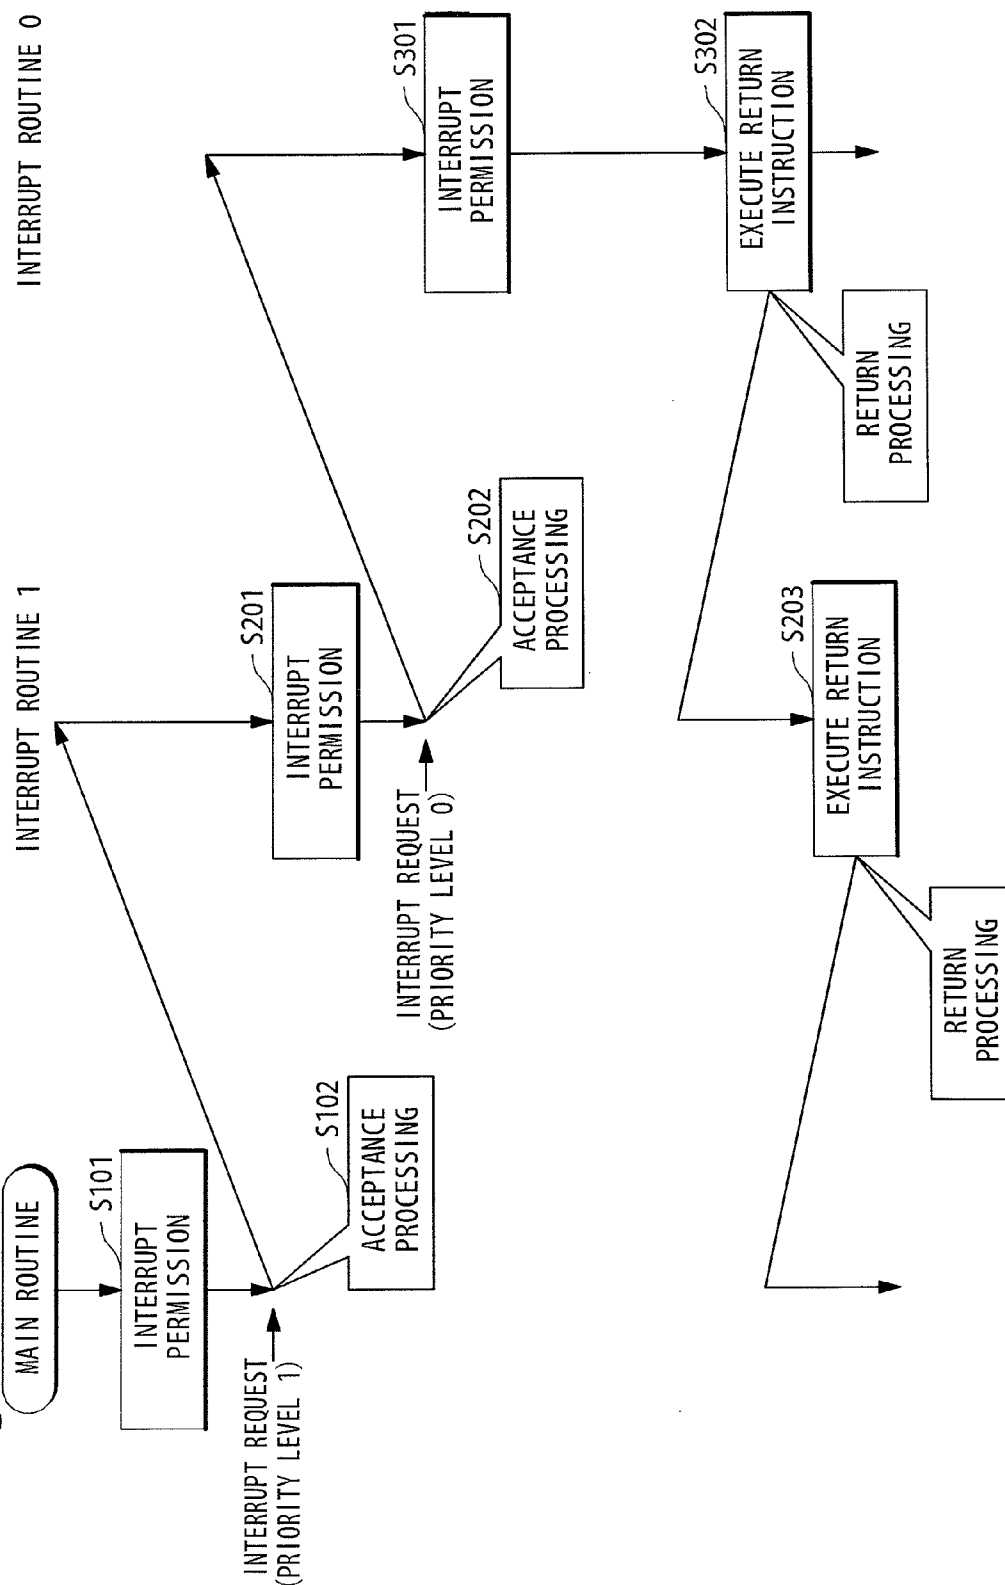 MAIN ROUTINE
INTERRUPT
PERMISSION
S101
INTERRUPT REQUEST
(PRIORITY LEVEL 1)
S102
ACCEPTANCE
PROCESSING
INTERRUPT ROUTINE 1
S201
INTERRUPT
PERMISSION
INTERRUPT REQUEST
(PRIORITY LEVEL 0)
S202
ACCEPTANCE
PROCESSING
S203
EXECUTE RETURN
INSTRUCTION
RETURN
PROCESSING
INTERRUPT ROUTINE 0
S301
INTERRUPT
PERMISSION
S302
EXECUTE RETURN
INSTRUCTION
RETURN
PROCESSING